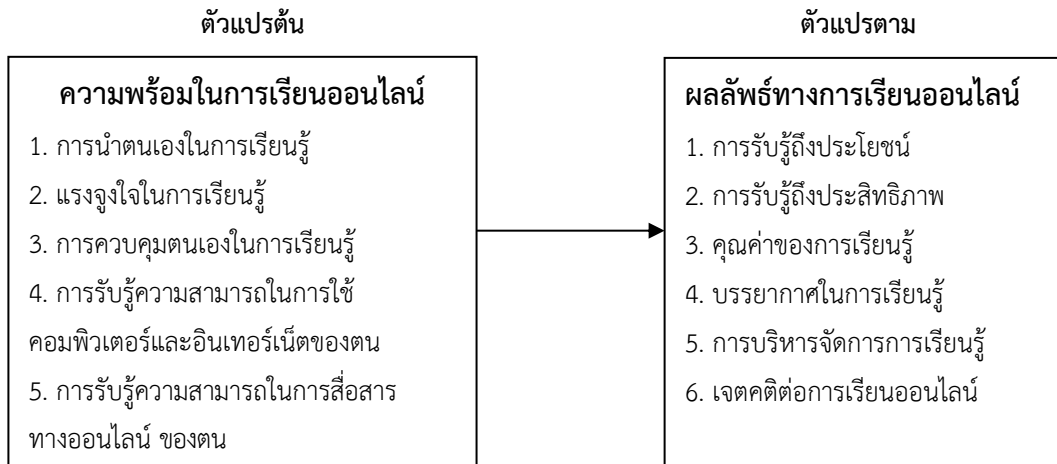 ตัวแปรต้น
ความพร้อมในการเรียนออนไลน์
1. การนำตนเองในการเรียนรู้
2. แรงจูงใจในการเรียนรู้
3. การควบคุมตนเองในการเรียนรู้
4. การรับรู้ความสามารถในการใช้
คอมพิวเตอร์และอินเทอร์เน็ตของตน
5. การรับรู้ความสามารถในการสื่อสาร
ทางออนไลน์ ของตน
ตัวแปรตาม
ผลลัพธ์ทางการเรียนออนไลน์
1. การรับรู้ถึงประโยชน์
2. การรับรู้ถึงประสิทธิภาพ
3. คุณค่าของการเรียนรู้
4. บรรยากาศในการเรียนรู้
5. การบริหารจัดการการเรียนรู้
6. เจตคติต่อการเรียนออนไลน์